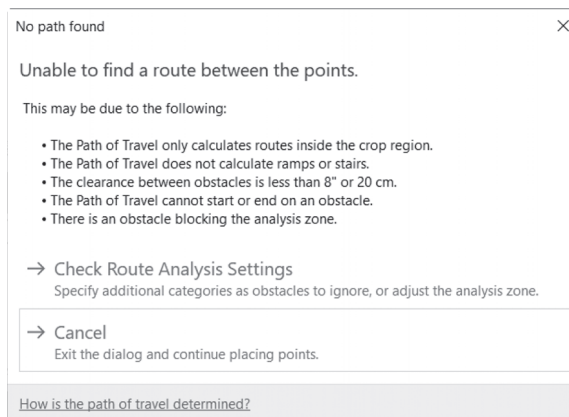 No path found
Unable to find a route between the points.
This may be due to the following:
• The Path of Travel only calculates routes inside the crop region.
• The Path of Travel does not calculate ramps or stairs.
• The clearance between obstacles is less than 8" or 20 cm.
• The Path of Travel cannot start or end on an obstacle.
• There is an obstacle blocking the analysis zone.
→ Check Route Analysis Settings
Specify additional categories as obstacles to ignore, or adjust the analysis zone.
→ Cancel
Exit the dialog and continue placing points.
How is the path of travel determined?